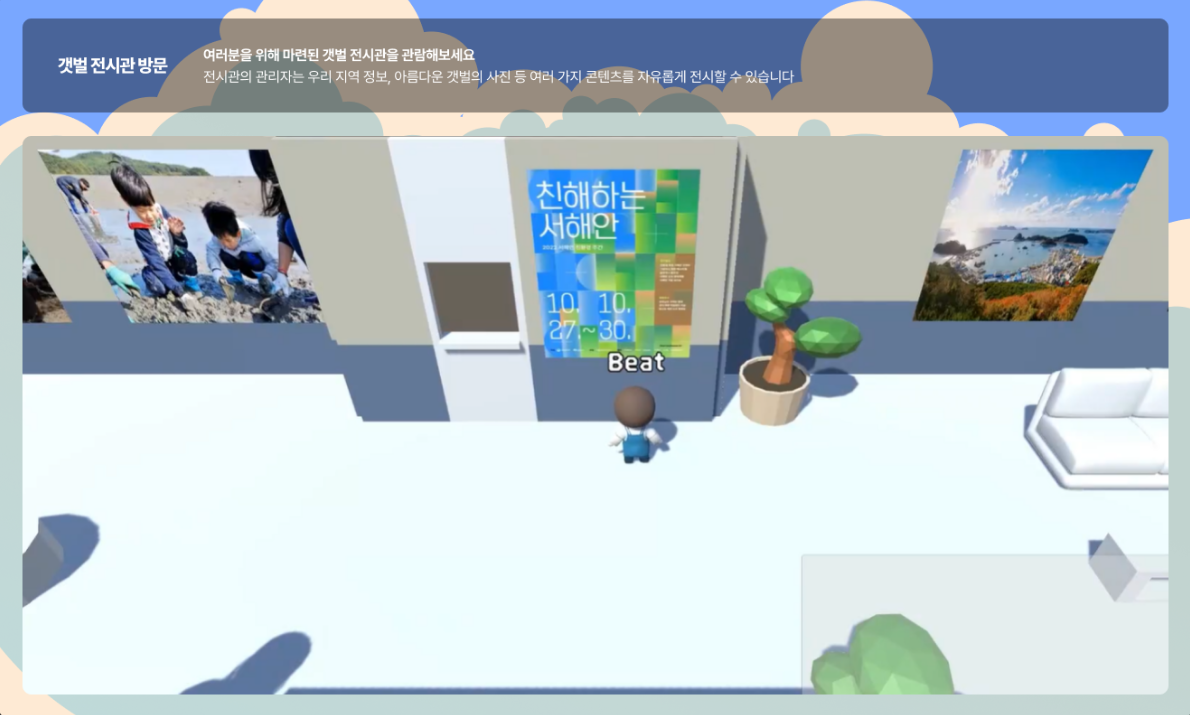 갯벌 전시관 방문
여러분을 위해 마련된 갯벌 전시관을 관람해보세요
전시관의 관리자는 우리 지역 정보, 아름다운 갯벌의 사진 등 여러 가지 콘텐츠를 자유롭게 전시할 수 있습니다
친해하는
서해안
10. 10.
27.~30.
Beat